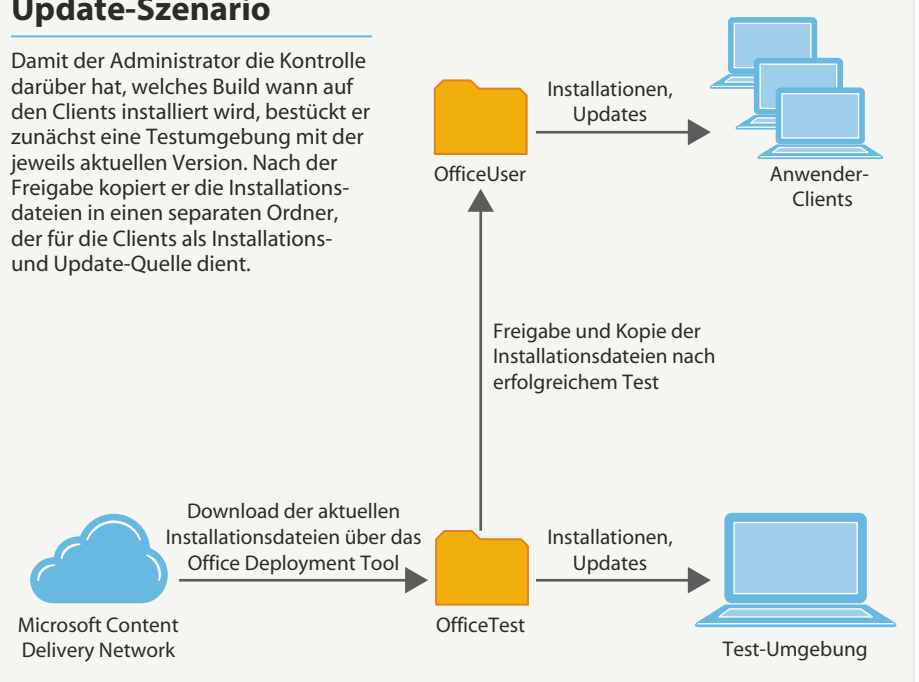 Update-Szenario
Damit der Administrator die Kontrolle
darüber hat, welches Build wann auf
den Clients installiert wird, bestückt er
zunächst eine Testumgebung mit der
jeweils aktuellen Version. Nach der
Freigabe kopiert er die Installations-
dateien in einen separaten Ordner,
der für die Clients als Installations-
und Update-Quelle dient.
OfficeUser
Installationen,
Updates
Anwender-
Clients
Freigabe und Kopie der
Installationsdateien nach
erfolgreichem Test
Microsoft Content
Delivery Network
Download der aktuellen
Installationsdateien über das
Office Deployment Tool
OfficeTest
Installationen,
Updates
Test-Umgebung